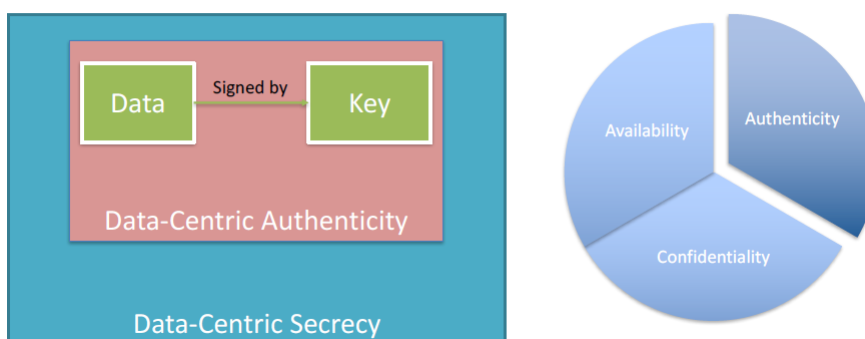 Data
Signed by
Key
Data-Centric Authenticity
Data-Centric Secrecy
Availability
Authenticity
Confidentiality